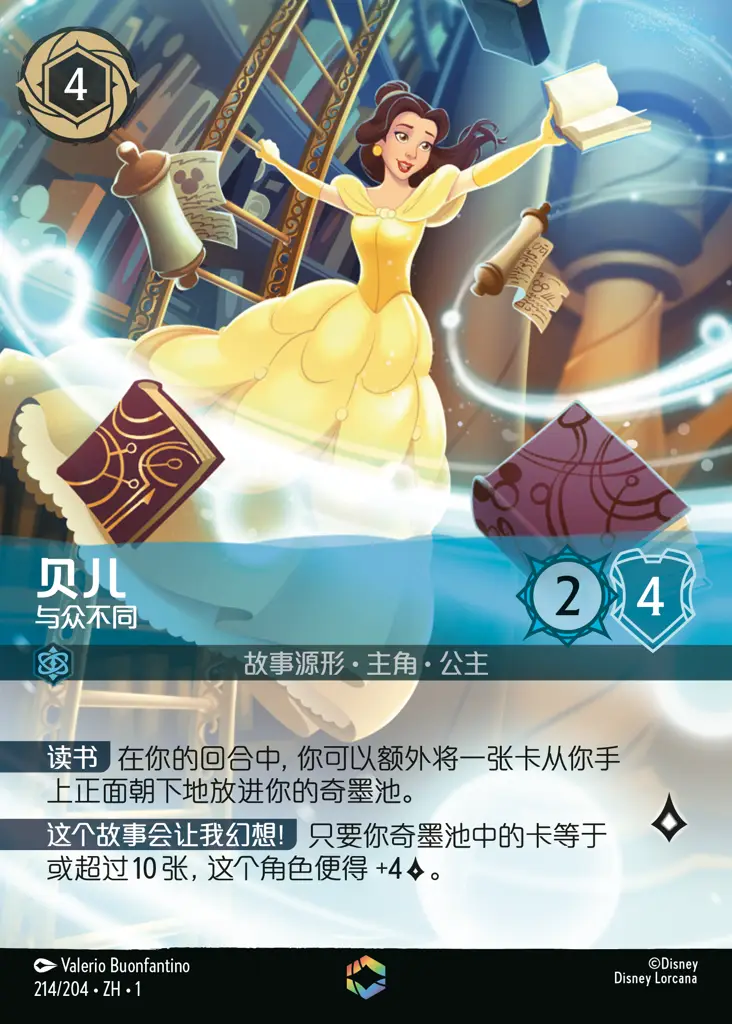 4
贝儿
与众不同
2
4
故事源形 • 主角 • 公主
读书 在你的回合中, 你可以额外将一张卡从你手
上正面朝下地放进你的奇墨池。
这个故事会让我幻想! 只要你奇墨池中的卡等于
或超过10张, 这个角色便得 +4。
Valerio Buonfantino
214/204 • ZH • 1
©Disney
Disney Lorcana